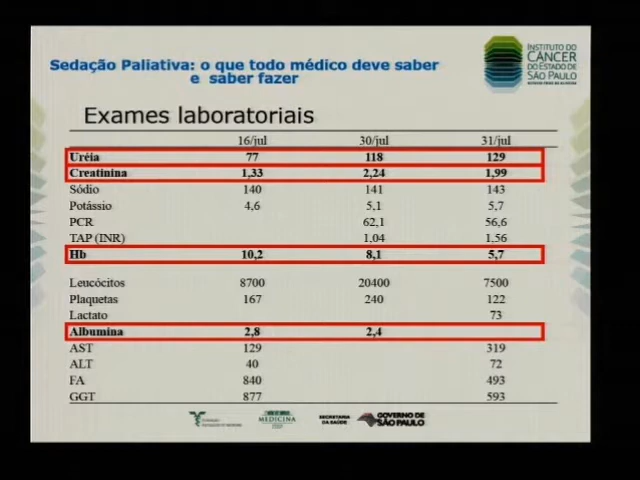 Sedação Paliativa: o que todo médico deve saber
e saber fazer
INSTITUTO DO
CÂNCER
DO ESTADO DE
SÃO PAULO
Exames laboratoriais
16/jul 30/jul 31/jul
Uréia 77 118 129
Creatinina 1,33 2,24 1,99
Sódio 140 141 143
Potássio 4,6 5,1 5,7
PCR 62,1 56,6
TAP (INR) 1,04 1,56
Hb 10,2 8,1 5,7
Leucócitos 8700 20400 7500
Plaquetas 167 240 122
Lactato 73
Albumina 2,8 2,4
AST 129 319
ALT 40 72
FA 840 493
GGT 877 593
MEDICINA
SECRETARIA
DA SAÚDE
GOVERNO DE
SÃO PAULO